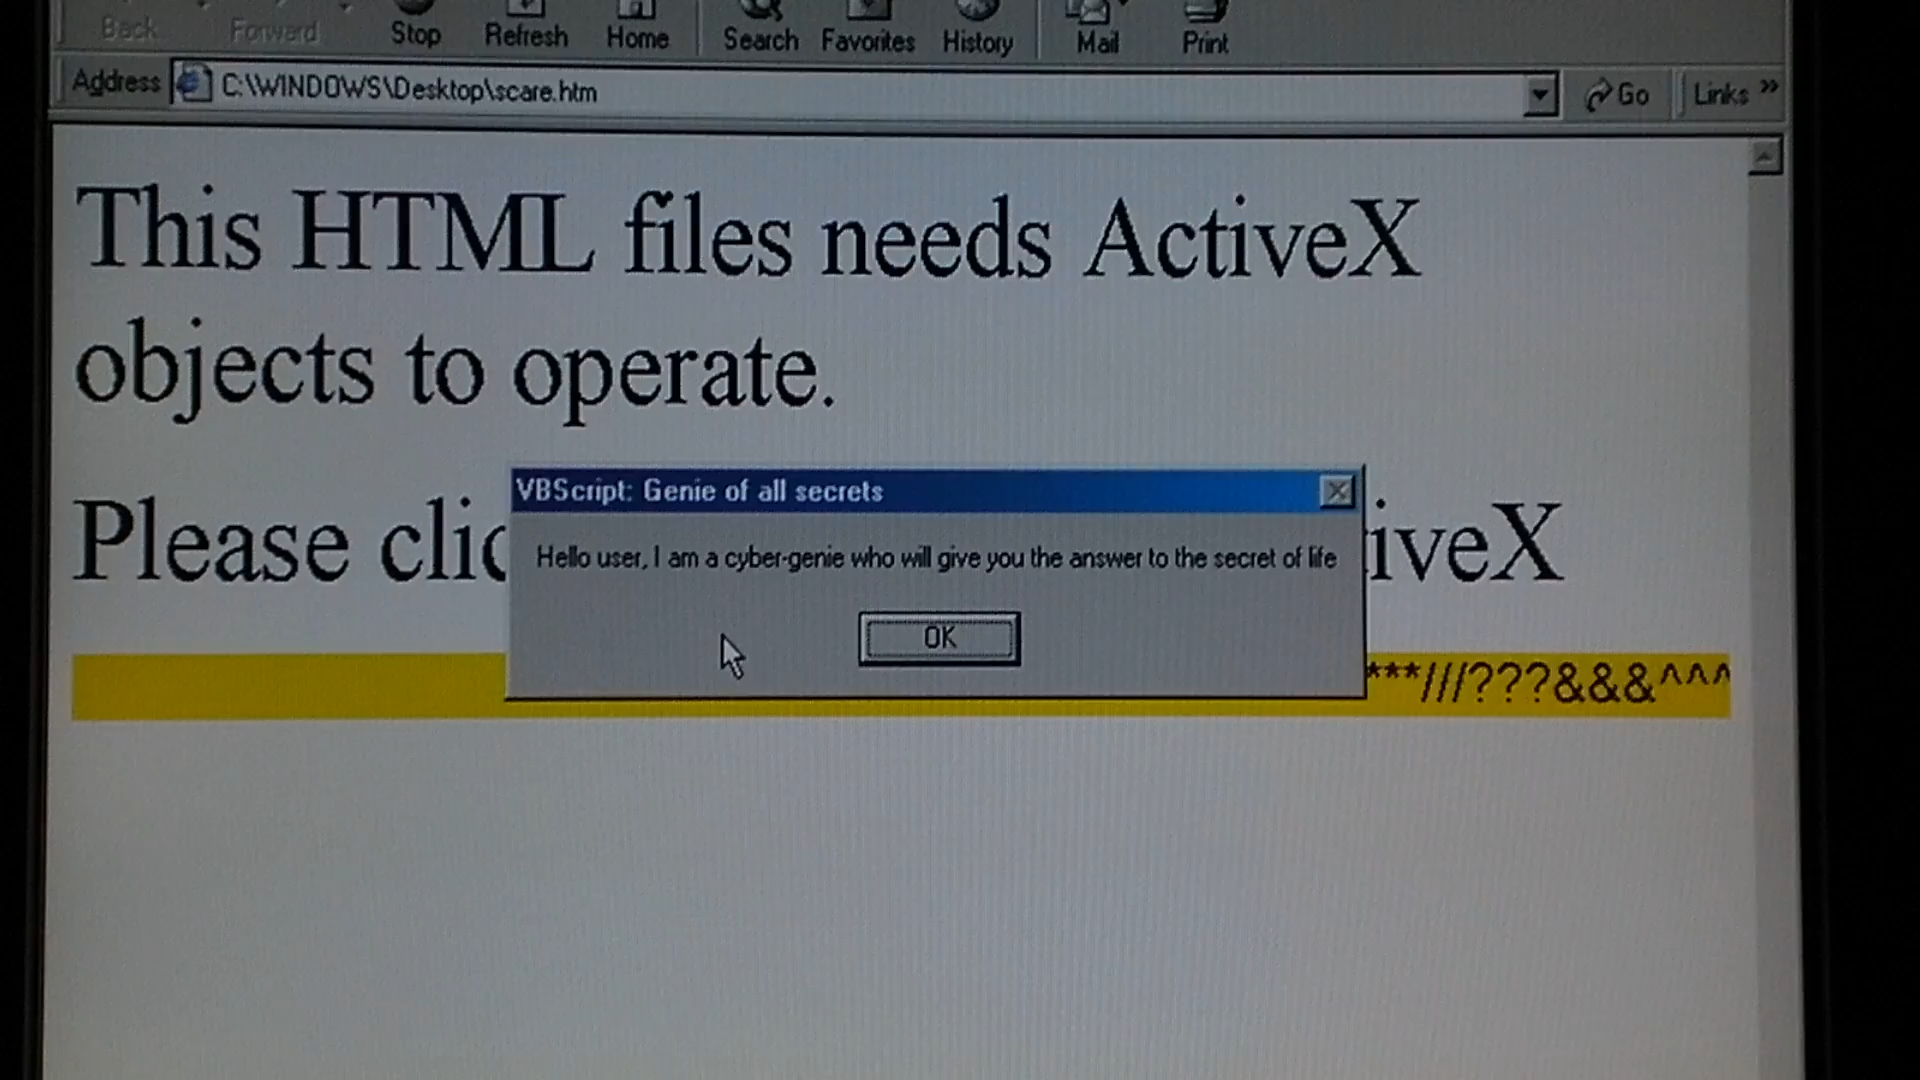 Back Forward Stop Refresh Home Search Favorites History Mail Print
Address C:\WINDOWS\Desktop\scare.htm Go Links »
This HTML files needs ActiveX
objects to operate.
VBScript: Genie of all secrets
Please clic iveX
Hello user, I am a cyber-genie who will give you the answer to the secret of life
OK
***///???&&&^^^